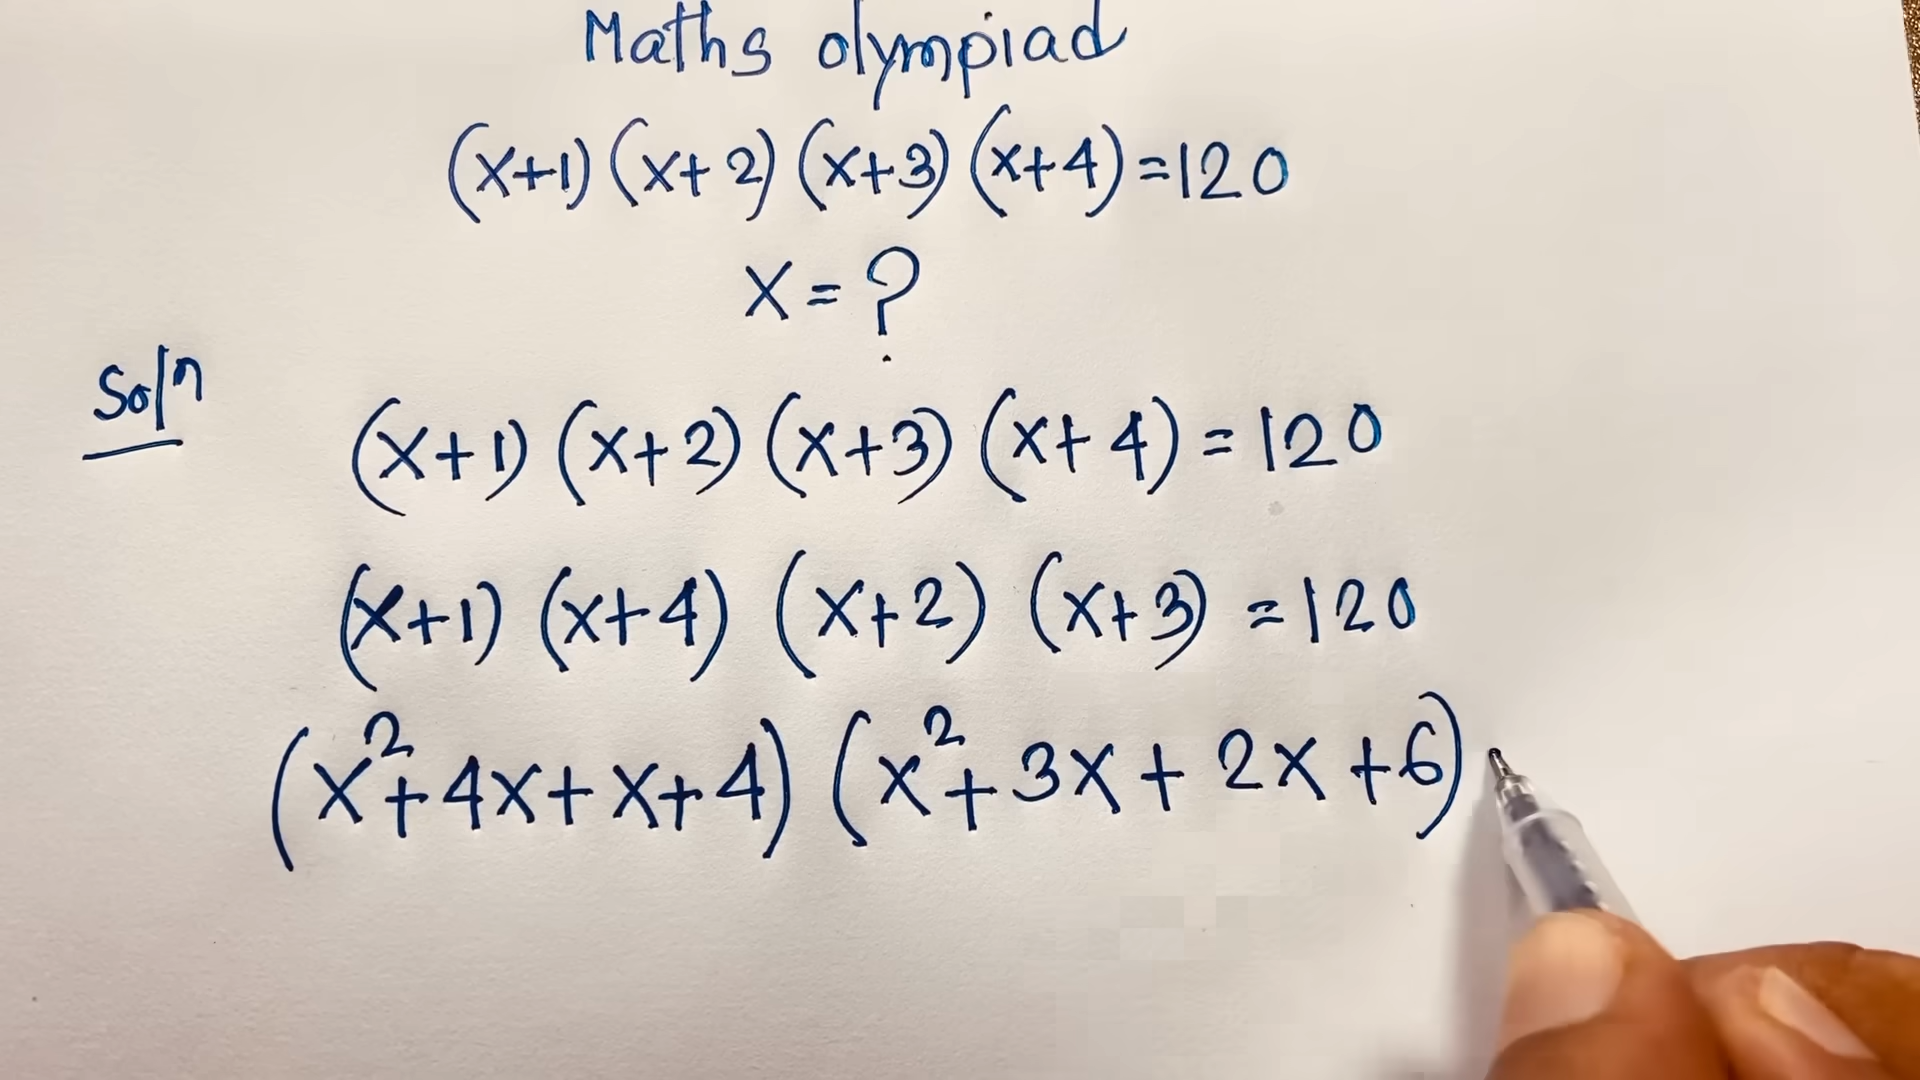 Maths olympiad
(x+1) (x+2) (x+3) (x+4) = 120
x = ?
Soln
(x+1) (x+2) (x+3) (x+4) = 120
(x+1) (x+4) (x+2) (x+3) = 120
(x²+4x+x+4) (x²+3x+2x+6)